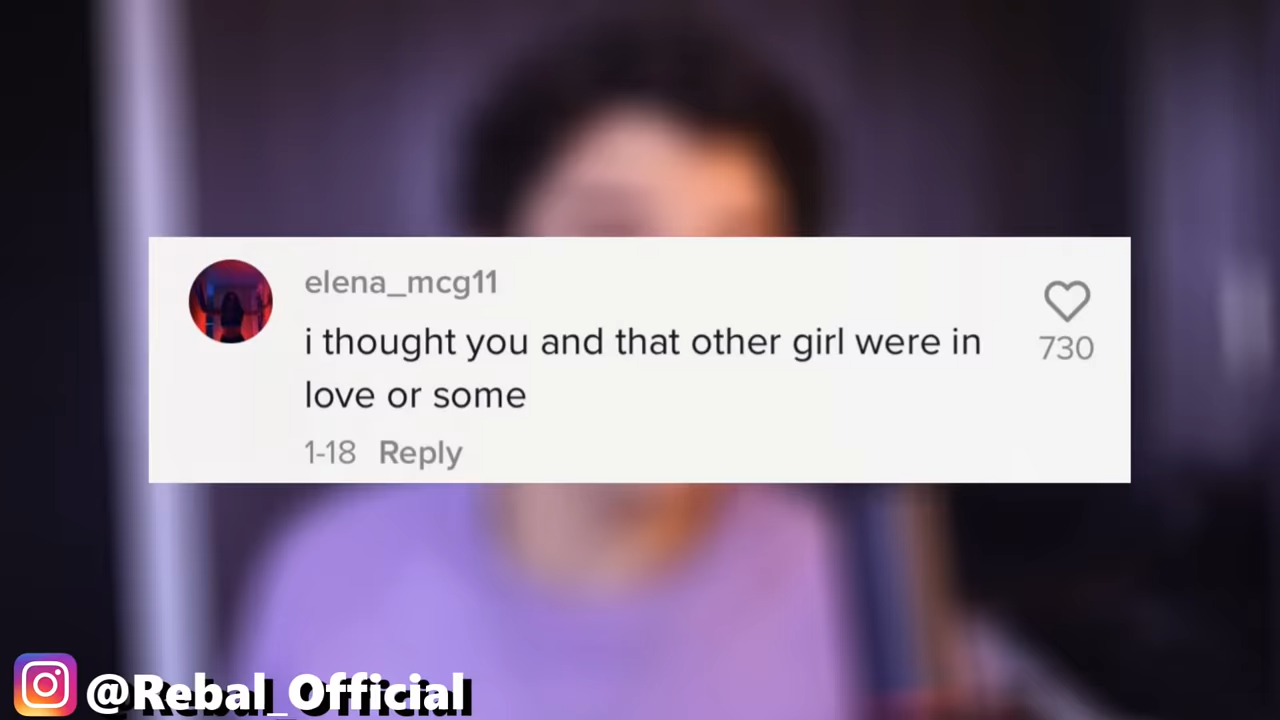 elena_mcg11
i thought you and that other girl were in
love or some
730
1-18 Reply
@Rebal_Official